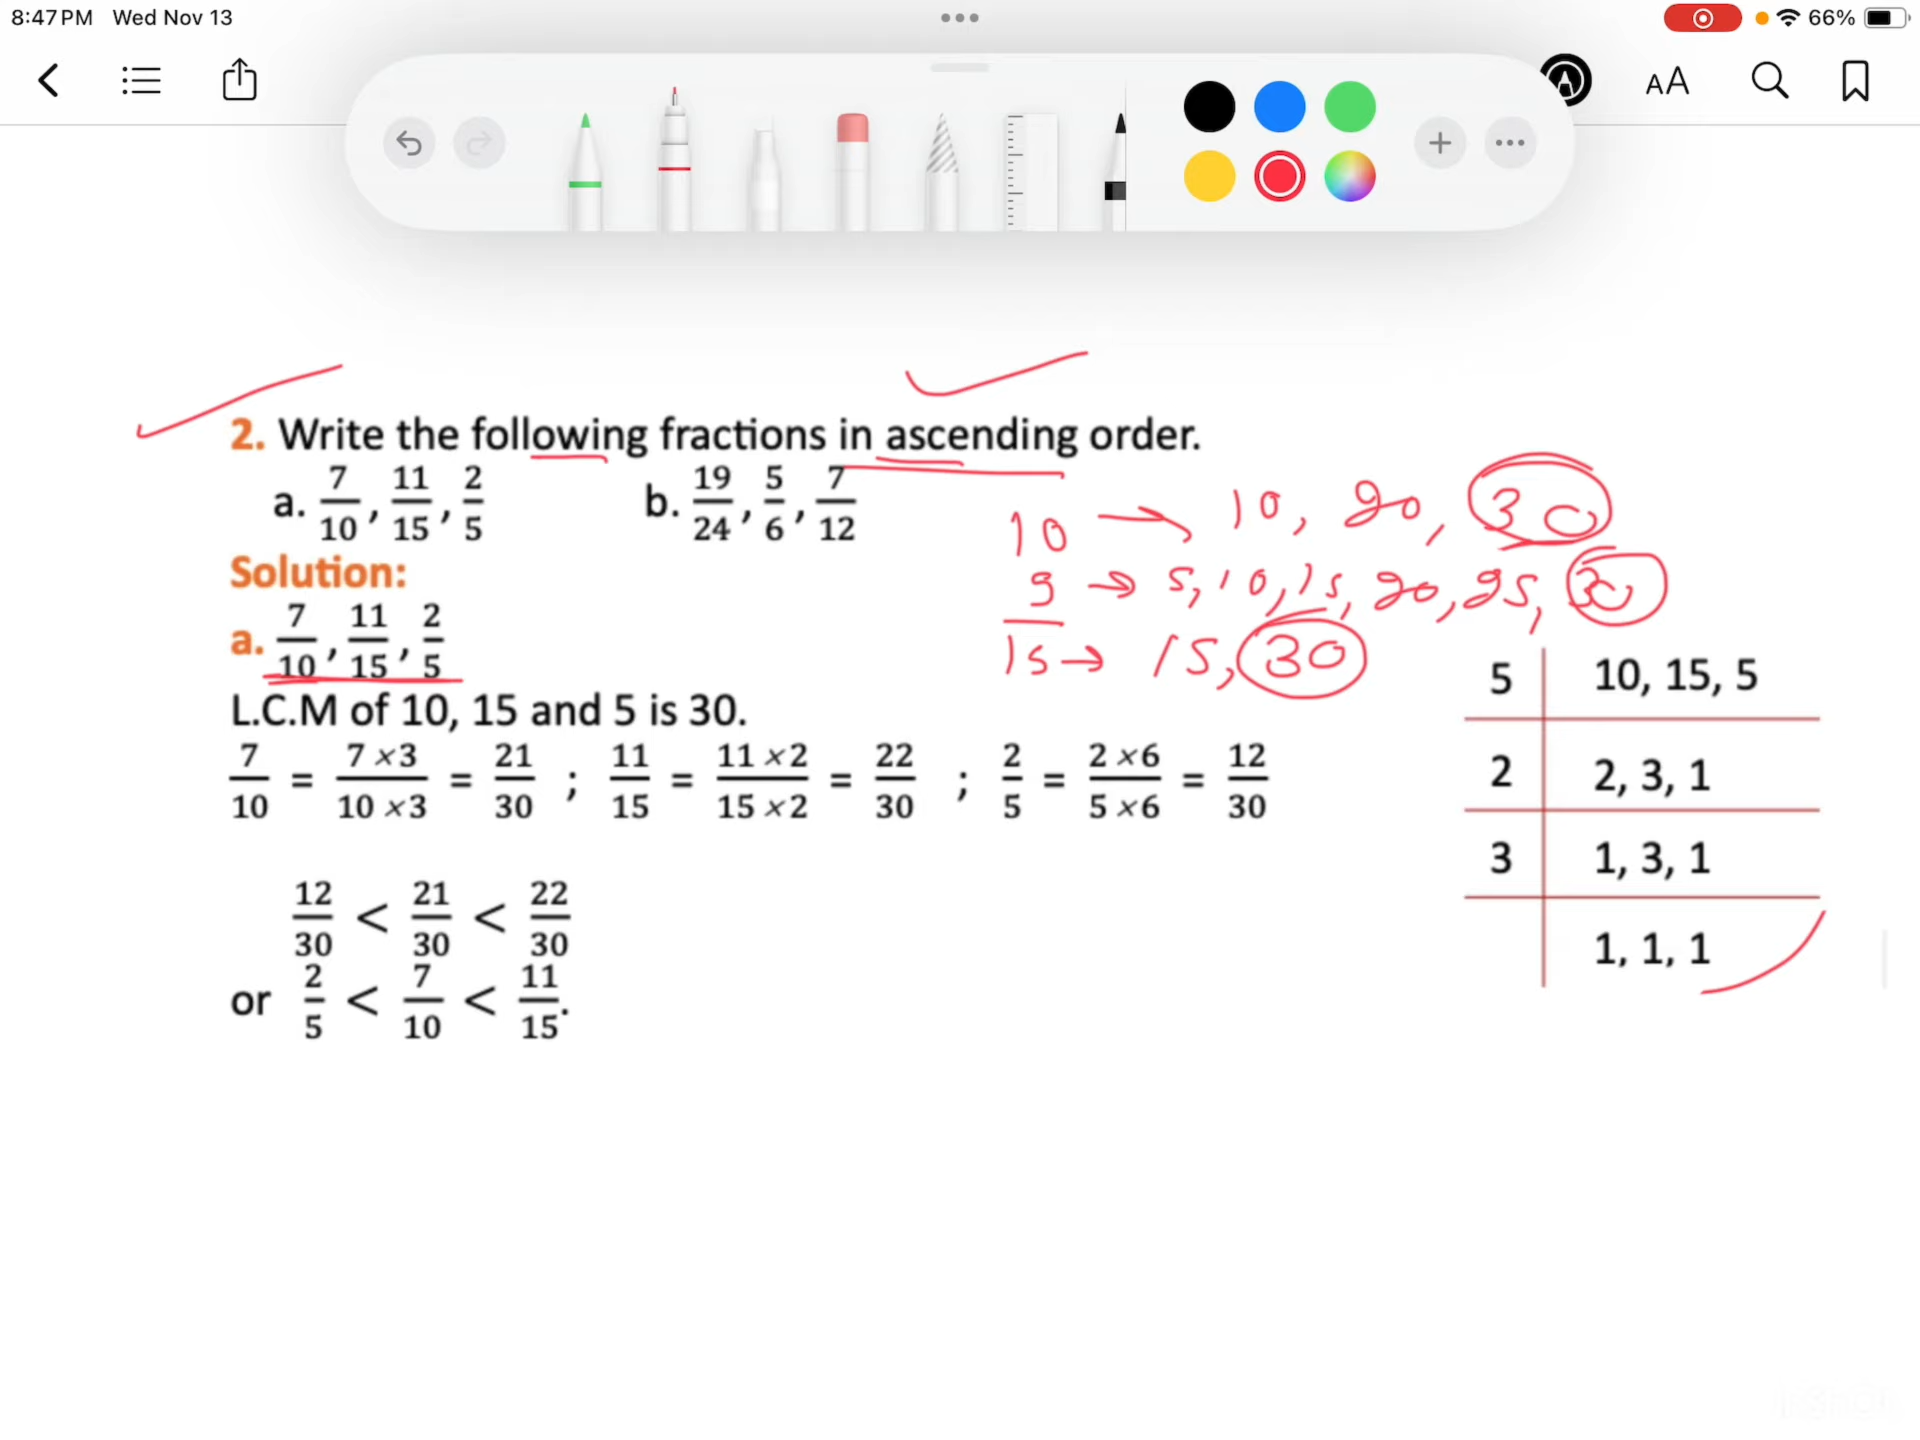 8:47 PM Wed Nov 13
66%
AA
2. Write the following fractions in ascending order.
a. 7/10, 11/15, 2/5 b. 19/24, 5/6, 7/12
10 → 10, 20, 30
Solution:
5 → 5, 10, 15, 20, 25, 30
a. 7/10, 11/15, 2/5
15 → 15, 30
5 | 10, 15, 5
L.C.M of 10, 15 and 5 is 30.
7/10 = 7 ×3/10 ×3 = 21/30 ; 11/15 = 11 ×2/15 ×2 = 22/30 ; 2/5 = 2 ×6/5 ×6 = 12/30
2 | 2, 3, 1
3 | 1, 3, 1
12/30 < 21/30 < 22/30
1, 1, 1
or 2/5 < 7/10 < 11/15.